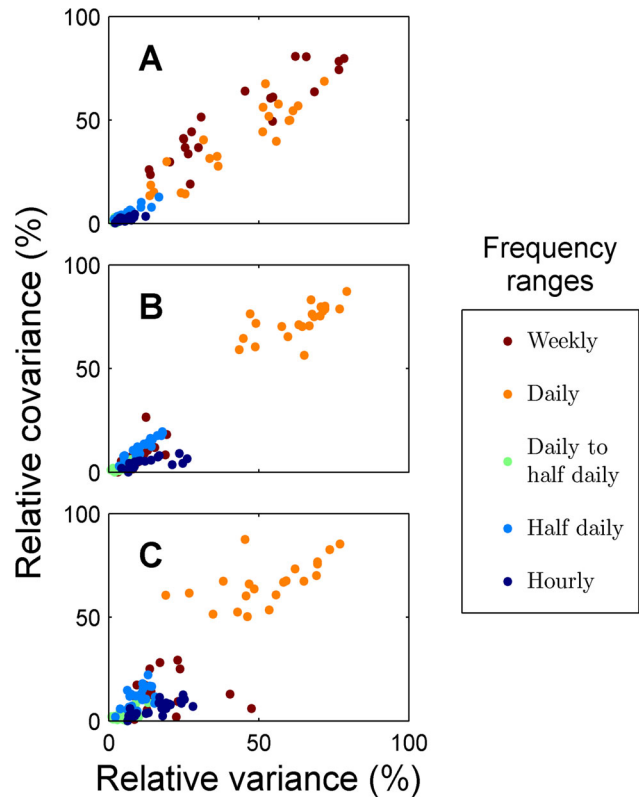 100
A
50
0
100
B
50
0
100
C
50
0
0
50
100
Relative covariance (%)
Relative variance (%)
Frequency
ranges
Weekly
Daily
Daily to
half daily
Half daily
Hourly